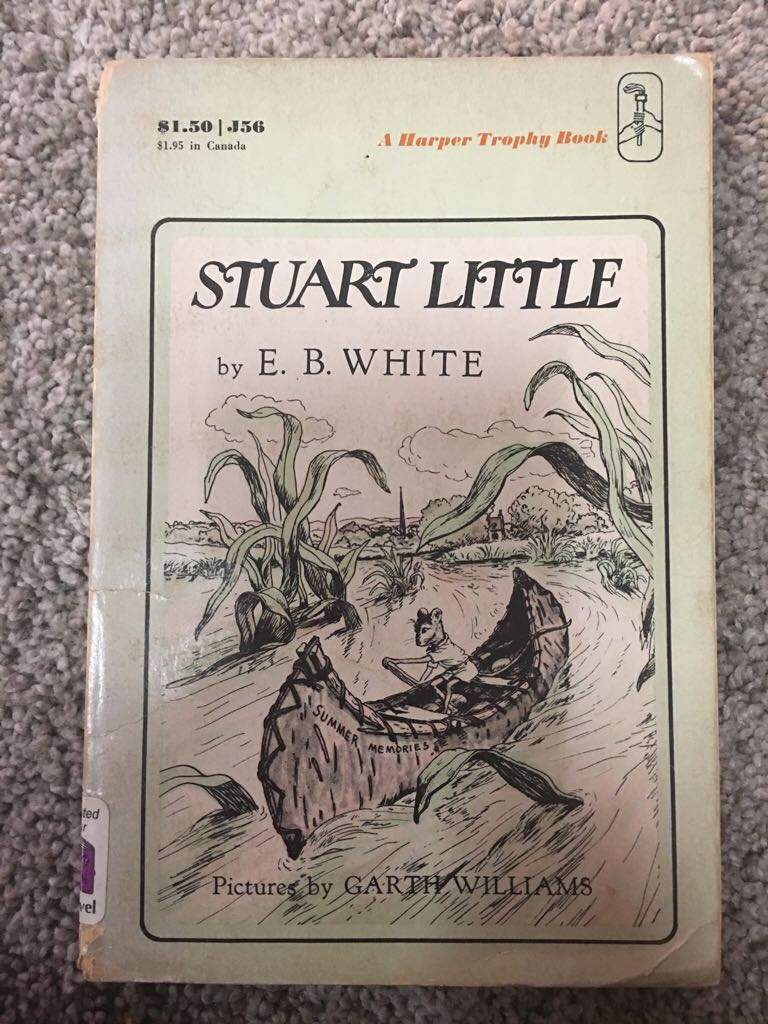 $1.50 | J56
$1.95 in Canada
A Harper Trophy Book
STUART LITTLE
by E. B. WHITE
SUMMER MEMORIES
Pictures by GARTH WILLIAMS